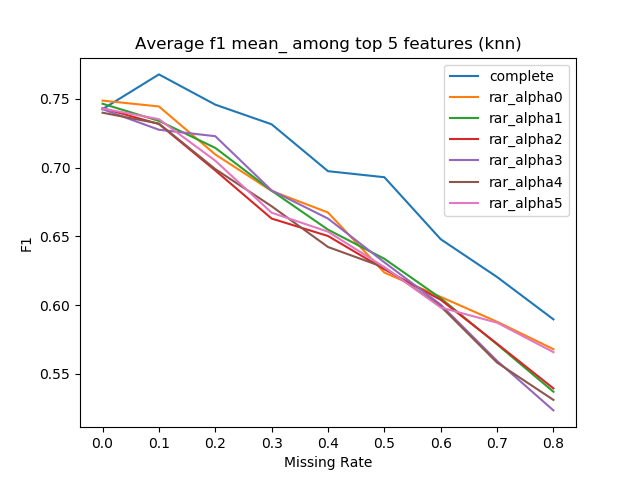 Average f1 mean_ among top 5 features (knn)
complete
rar_alpha0
rar_alpha1
rar_alpha2
rar_alpha3
rar_alpha4
rar_alpha5
0.75
0.70
0.65
0.60
0.55
F1
0.0 0.1 0.2 0.3 0.4 0.5 0.6 0.7 0.8
Missing Rate